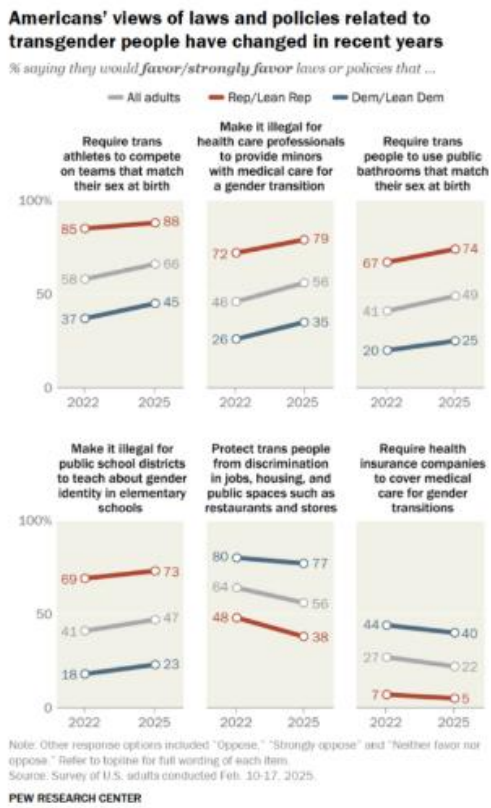 Americans' views of laws and policies related to
transgender people have changed in recent years
% saying they would favor/strongly favor laws or policies that ...
All adults Rep/Lean Rep Dem/Lean Dem
Require trans
athletes to compete
on teams that match
their sex at birth
100%
50
0
85 88
58 66
37 45
2022 2025
Make it illegal for
health care professionals
to provide minors
with medical care for
a gender transition
72 79
46 56
26 35
2022 2025
Require trans
people to use public
bathrooms that match
their sex at birth
67 74
41 49
20 25
2022 2025
Make it illegal for
public school districts
to teach about gender
identity in elementary
schools
100%
50
0
69 73
41 47
18 23
2022 2025
Protect trans people
from discrimination
in jobs, housing, and
public spaces such as
restaurants and stores
80 77
64 56
48 38
2022 2025
Require health
insurance companies
to cover medical
care for gender
transitions
44 40
27 22
7 5
2022 2025
Note: Other response options included "Oppose," "Strongly oppose" and "Neither favor nor
oppose." Refer to topline for full wording of each item.
Source: Survey of U.S. adults conducted Feb. 10-17, 2025.
PEW RESEARCH CENTER